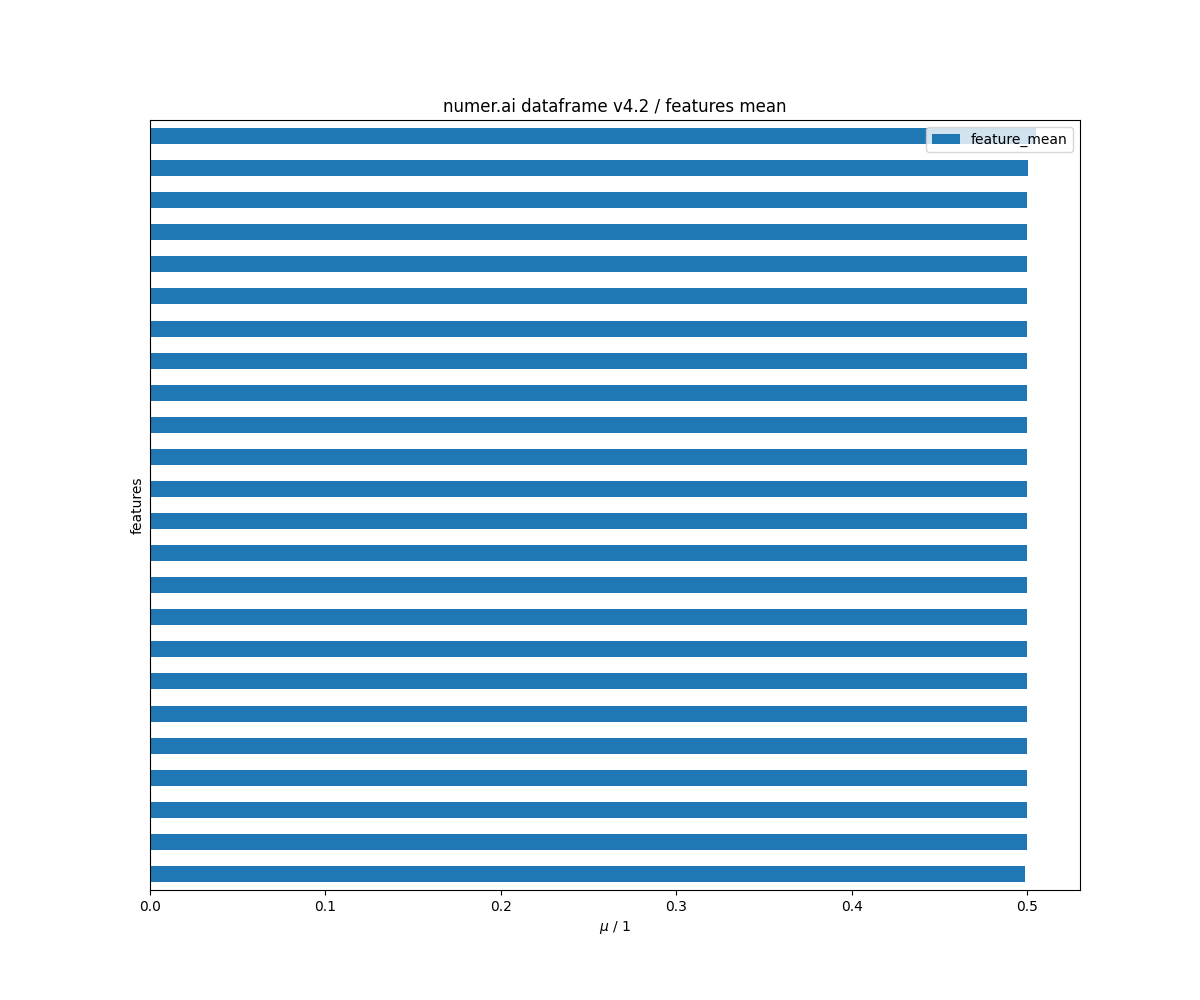 numer.ai dataframe v4.2 / features mean
feature_mean
features
0.0 0.1 0.2 0.3 0.4 0.5
μ / 1